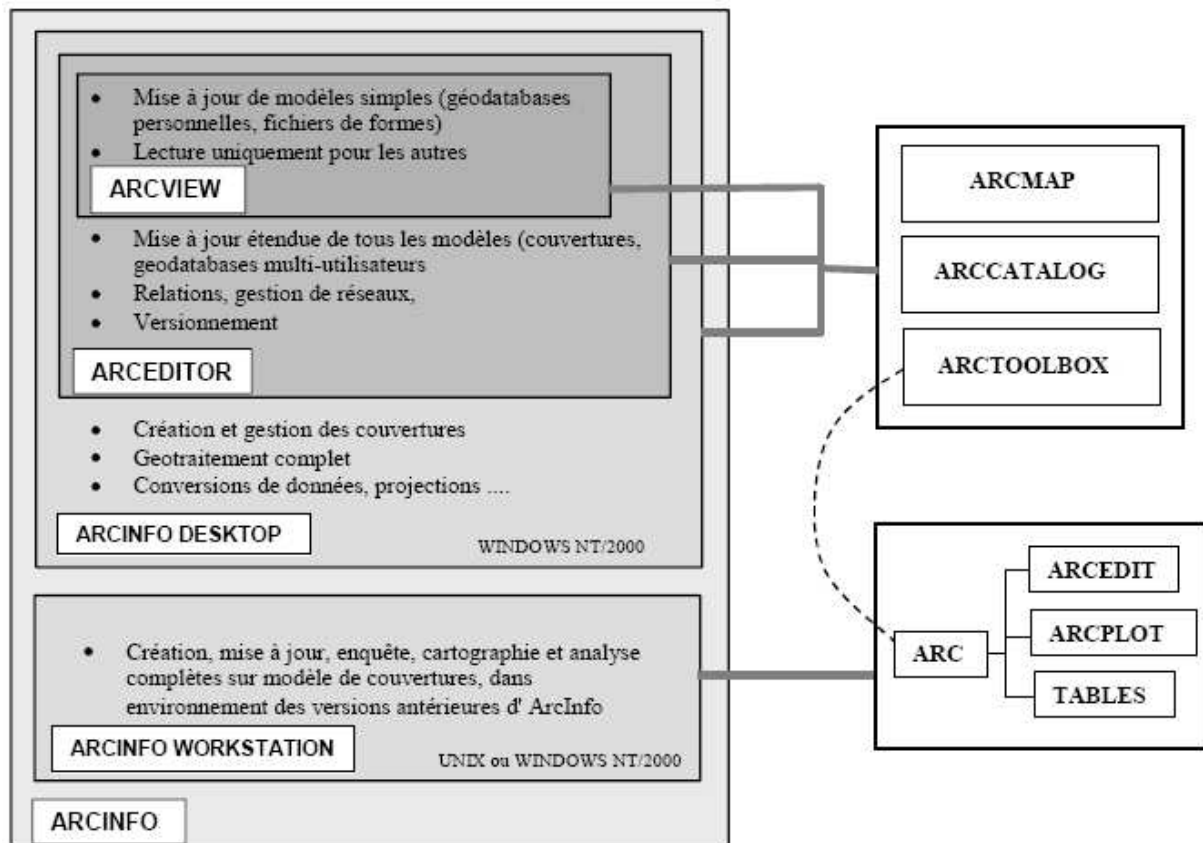 • Mise à jour de modèles simples (géodatabases
personnelles, fichiers de formes)
• Lecture uniquement pour les autres
ARCVIEW
• Mise à jour étendue de tous les modèles (couvertures,
geodatabases multi-utilisateurs
• Relations, gestion de réseaux,
• Versionnement
ARCEDITOR
• Création et gestion des couvertures
• Geotraitement complet
• Conversions de données, projections ....
ARCINFO DESKTOP
WINDOWS NT/2000
• Création, mise à jour, enquête, cartographie et analyse
complètes sur modèle de couvertures, dans
environnement des versions antérieures d' ArcInfo
ARCINFO WORKSTATION
UNIX ou WINDOWS NT/2000
ARCINFO
ARCMAP
ARCCATALOG
ARCTOOLBOX
ARC
ARCEDIT
ARCPLOT
TABLES